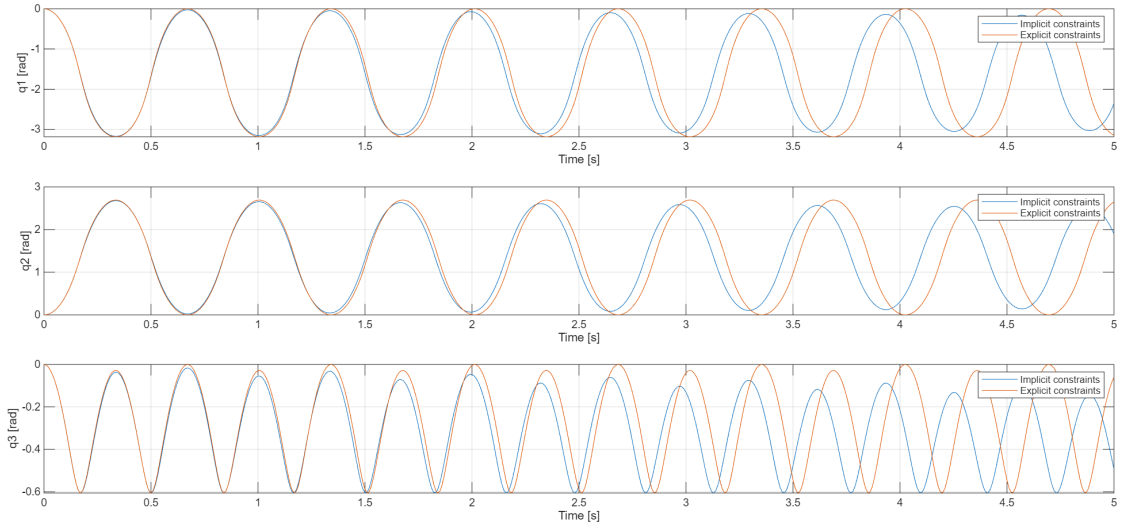 0
-1
-2
-3
q1 [rad]
Implicit constraints
Explicit constraints
0 0.5 1 1.5 2 2.5 3 3.5 4 4.5 5
Time [s]
3
2
1
0
q2 [rad]
Implicit constraints
Explicit constraints
0 0.5 1 1.5 2 2.5 3 3.5 4 4.5 5
Time [s]
0
-0.2
-0.4
-0.6
q3 [rad]
Implicit constraints
Explicit constraints
0 0.5 1 1.5 2 2.5 3 3.5 4 4.5 5
Time [s]